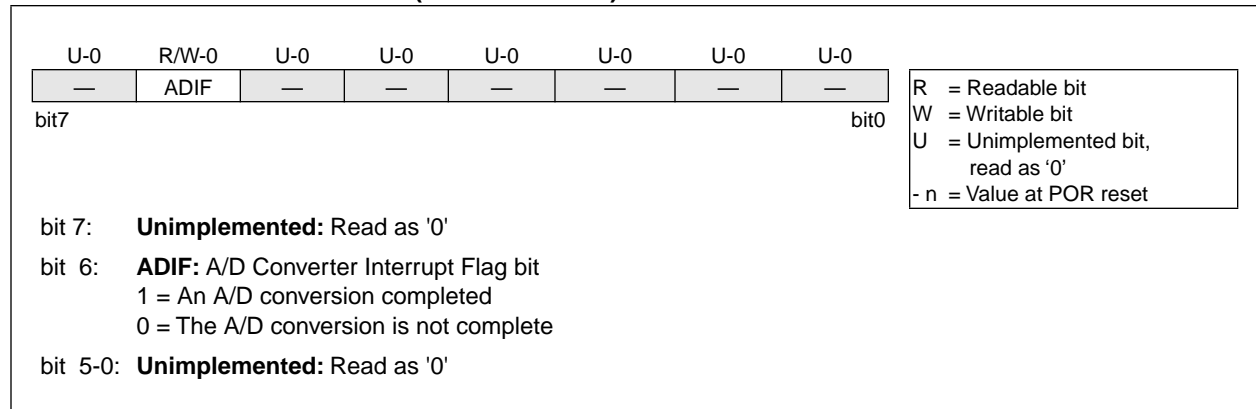 U-0 R/W-0 U-0 U-0 U-0 U-0 U-0 U-0
— ADIF — — — — — —
bit7 bit0
R = Readable bit
W = Writable bit
U = Unimplemented bit,
read as ‘0’
- n = Value at POR reset
bit 7: Unimplemented: Read as '0'
bit 6: ADIF: A/D Converter Interrupt Flag bit
1 = An A/D conversion completed
0 = The A/D conversion is not complete
bit 5-0: Unimplemented: Read as '0'